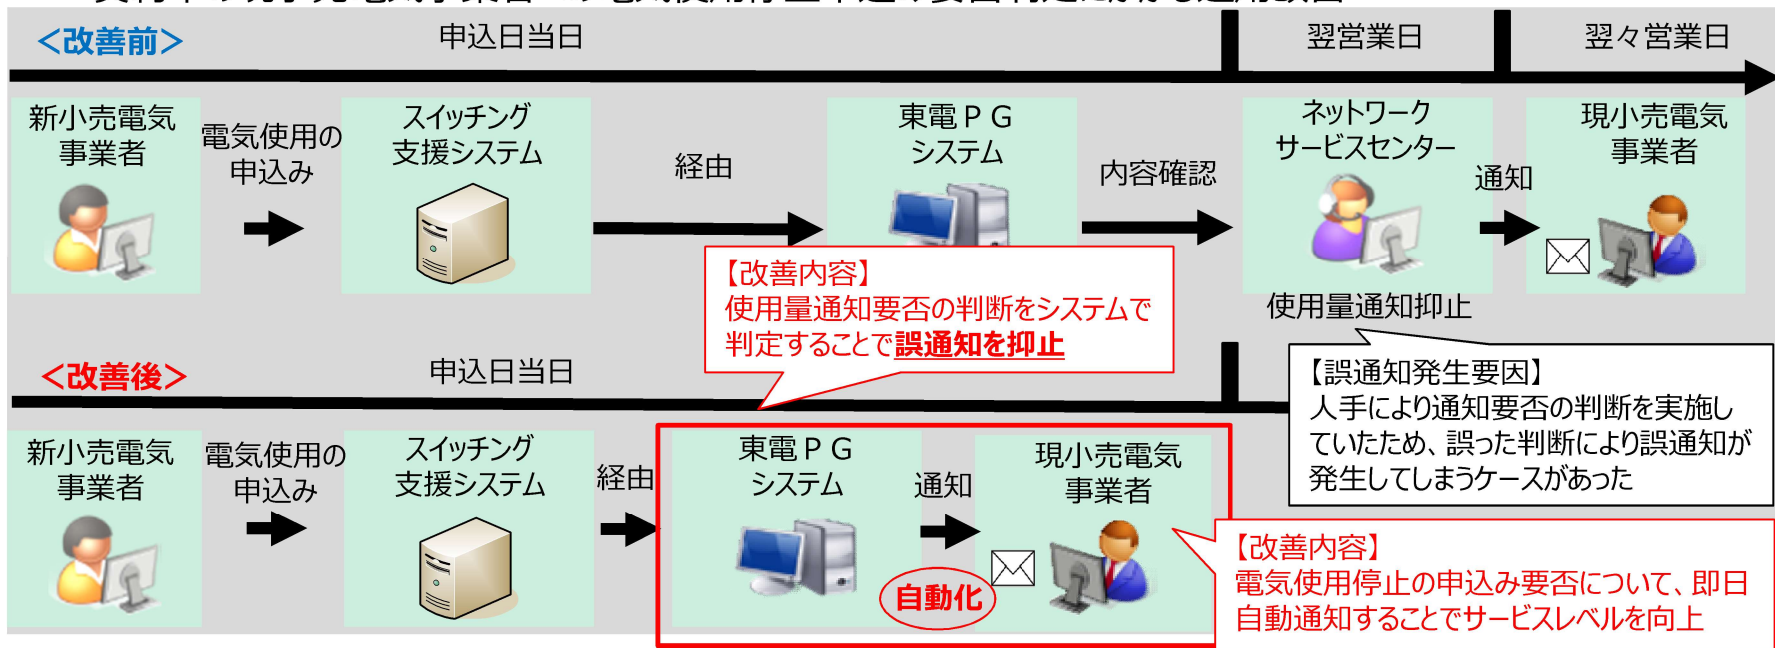 <改善前>
申込日当日
翌営業日
翌々営業日
新小売電気
事業者
電気使用の
申込み
スイッチング
支援システム
経由
東電ＰＧ
システム
内容確認
ネットワーク
サービスセンター
通知
現小売電気
事業者
使用量通知抑止
【改善内容】
使用量通知要否の判断をシステムで
判定することで誤通知を抑止
【誤通知発生要因】
人手により通知要否の判断を実施し
ていたため、誤った判断により誤通知が
発生してしまうケースがあった
<改善後>
申込日当日
新小売電気
事業者
電気使用の
申込み
スイッチング
支援システム
経由
東電ＰＧ
システム
通知
自動化
現小売電気
事業者
【改善内容】
電気使用停止の申込み要否について、即日
自動通知することでサービスレベルを向上